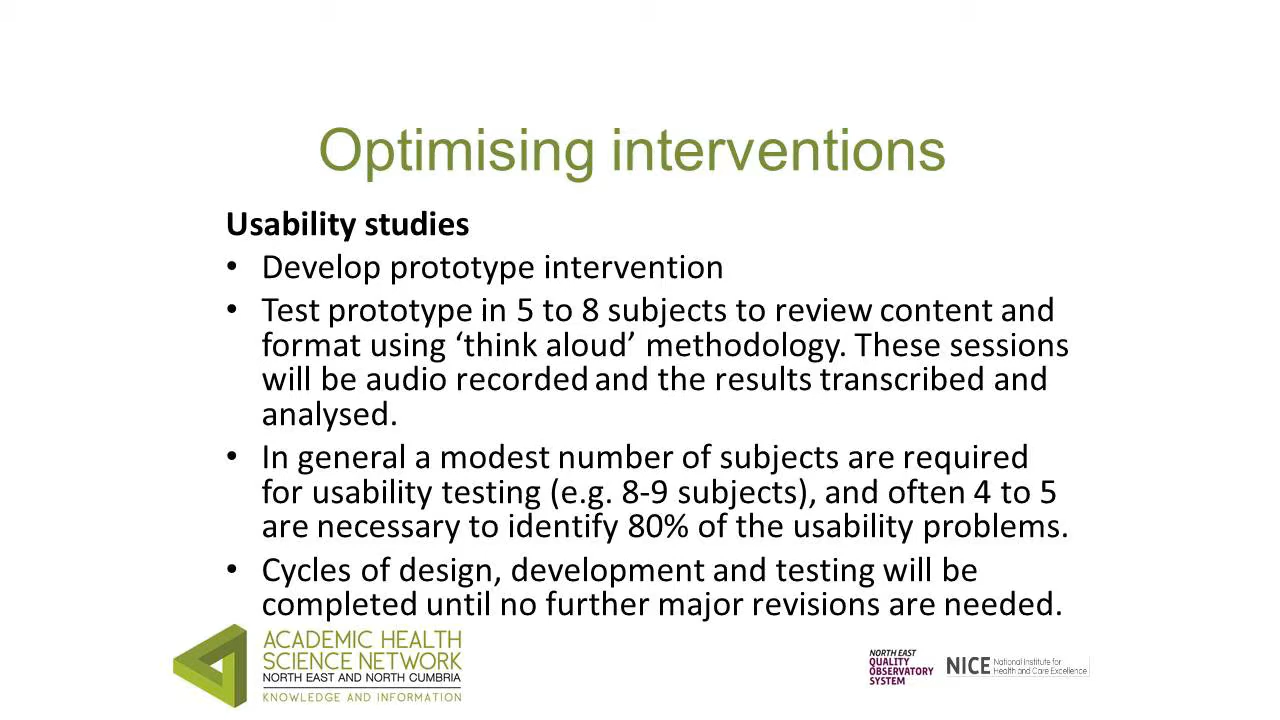 Optimising interventions
Usability studies
• Develop prototype intervention
• Test prototype in 5 to 8 subjects to review content and
format using ‘think aloud’ methodology. These sessions
will be audio recorded and the results transcribed and
analysed.
• In general a modest number of subjects are required
for usability testing (e.g. 8-9 subjects), and often 4 to 5
are necessary to identify 80% of the usability problems.
• Cycles of design, development and testing will be
completed until no further major revisions are needed.
ACADEMIC HEALTH
SCIENCE NETWORK
NORTH EAST AND NORTH CUMBRIA
KNOWLEDGE AND INFORMATION
NORTH EAST
QUALITY
OBSERVATORY
SYSTEM
NICE National Institute for
Health and Care Excellence